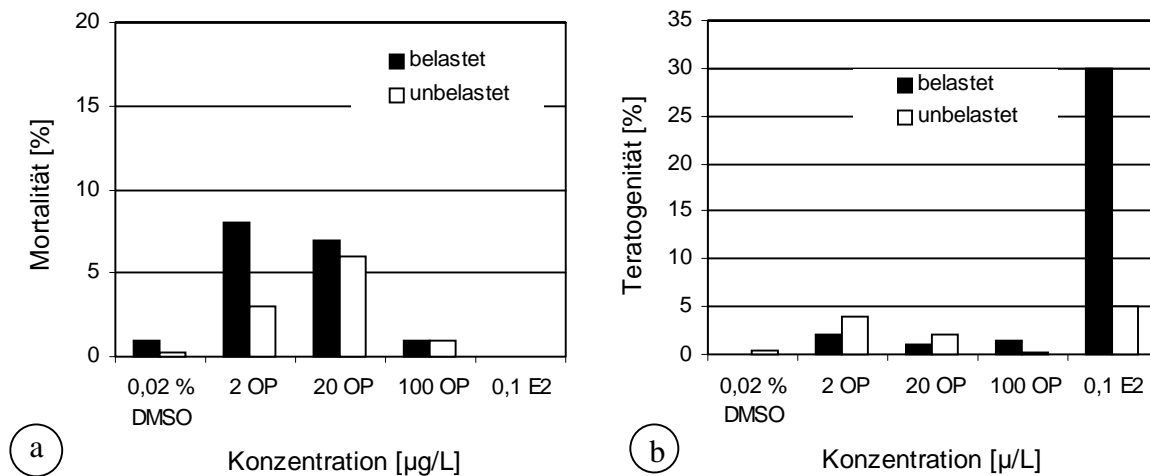 20
15
10
5
0
Mortalität [%]
belastet
unbelastet
0,02 % 2 OP 20 OP 100 OP 0,1 E2
DMSO
Konzentration [µg/L]
a
35
30
25
20
15
10
5
0
Teratogenität [%]
belastet
unbelastet
0,02 % 2 OP 20 OP 100 OP 0,1 E2
DMSO
Konzentration [µ/L]
b